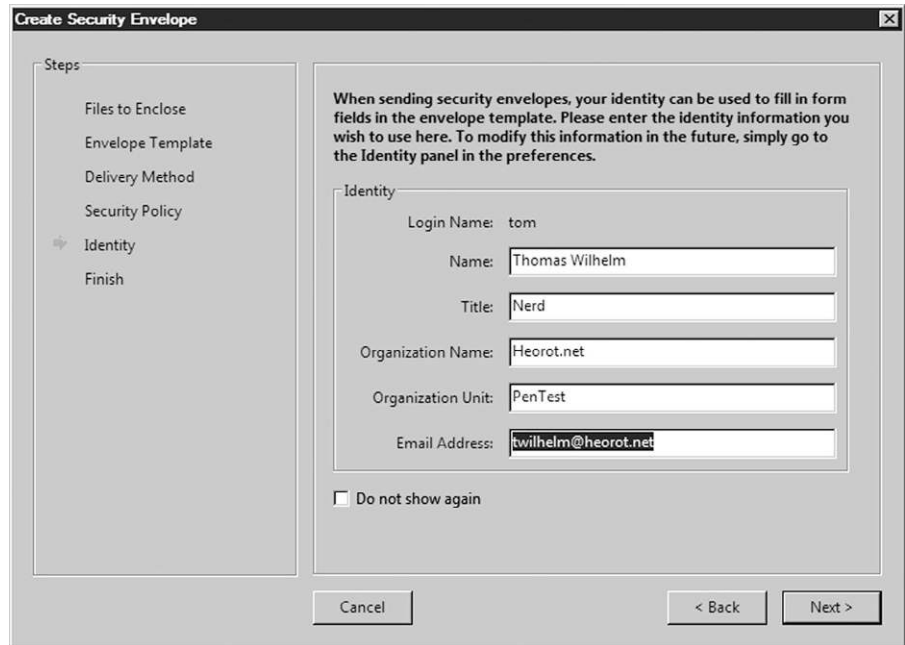 Create Security Envelope
Steps
Files to Enclose
Envelope Template
Delivery Method
Security Policy
Identity
Finish
When sending security envelopes, your identity can be used to fill in form
fields in the envelope template. Please enter the identity information you
wish to use here. To modify this information in the future, simply go to
the Identity panel in the preferences.
Identity
Login Name: tom
Name: Thomas Wilhelm
Title: Nerd
Organization Name: Heorot.net
Organization Unit: PenTest
Email Address: twilhelm@heorot.net
Do not show again
Cancel < Back Next >